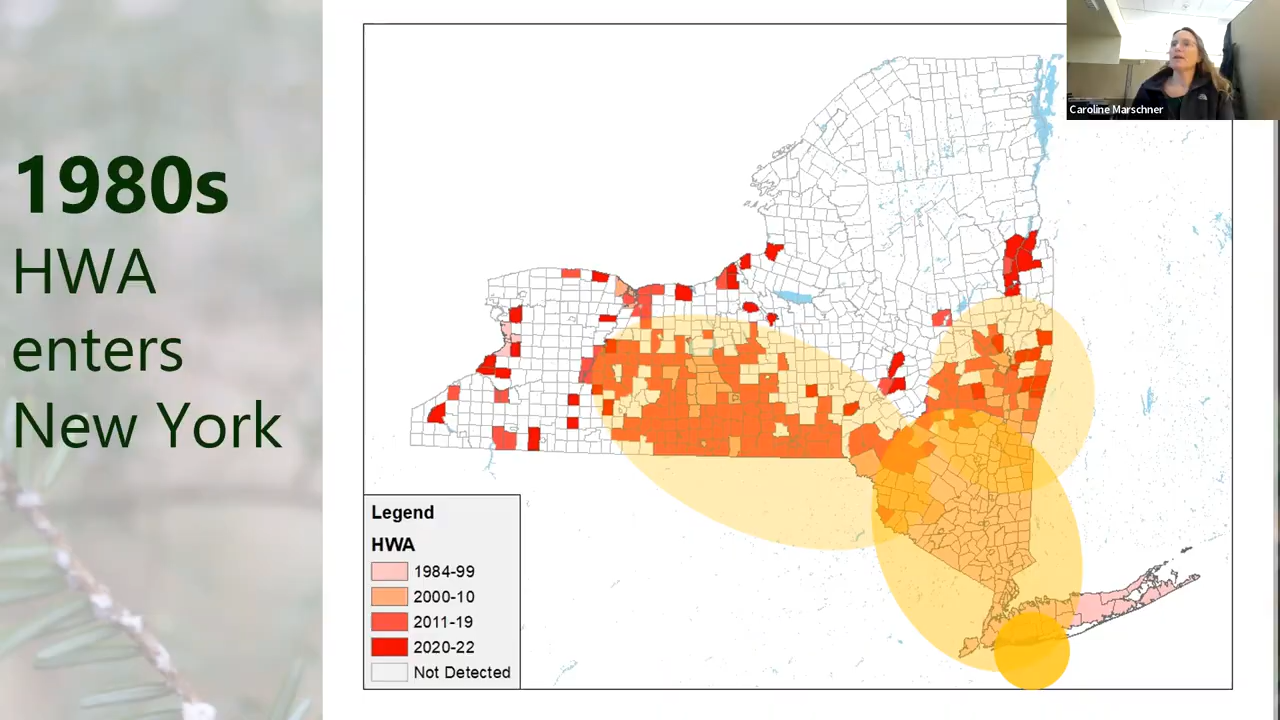 1980s
HWA
enters
New York
Caroline Marschner
Legend
HWA
1984-99
2000-10
2011-19
2020-22
Not Detected